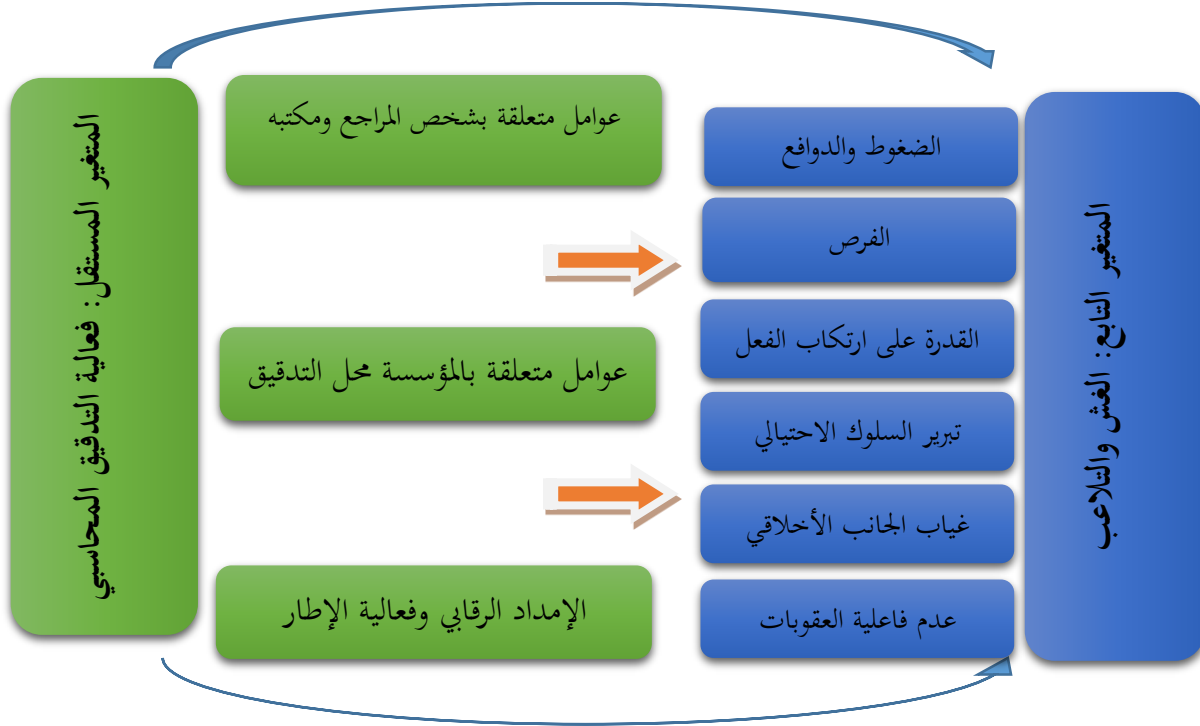 المتغير المستقل: فعالية التدقيق المحاسبي
عوامل متعلقة بشخص المراجع ومكتبه
عوامل متعلقة بالمؤسسة محل التدقيق
الإمداد الرقابي وفعالية الإطار
الضغوط والدوافع
الفرص
القدرة على ارتكاب الفعل
تبرير السلوك الاحتيالي
غياب الجانب الأخلاقي
عدم فاعلية العقوبات
المتغير التابع: الغش والتلاعب